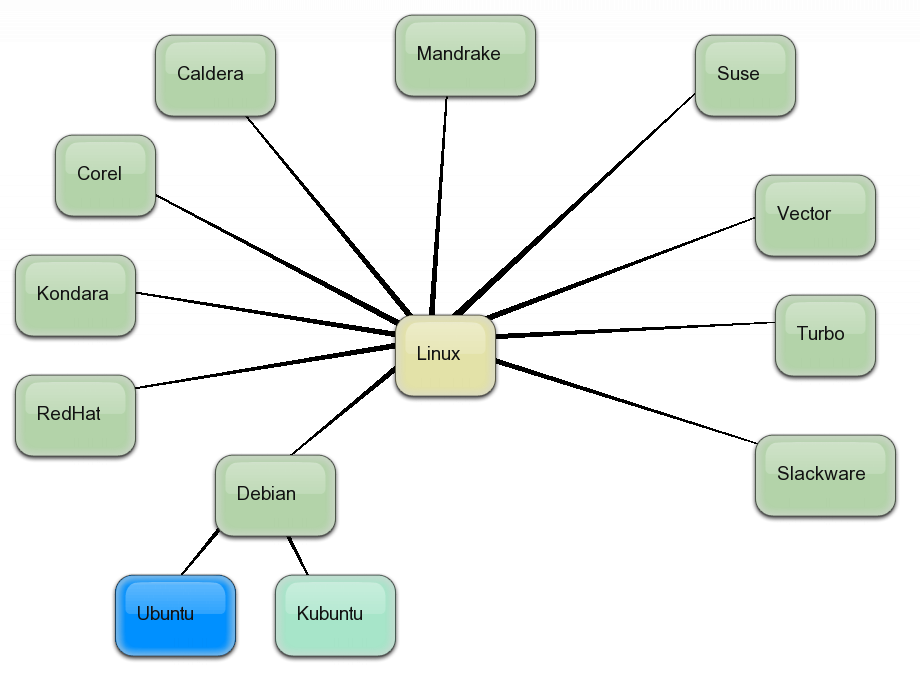 Mandrake
Caldera
Suse
Corel
Vector
Kondara
Turbo
Linux
RedHat
Slackware
Debian
Ubuntu
Kubuntu